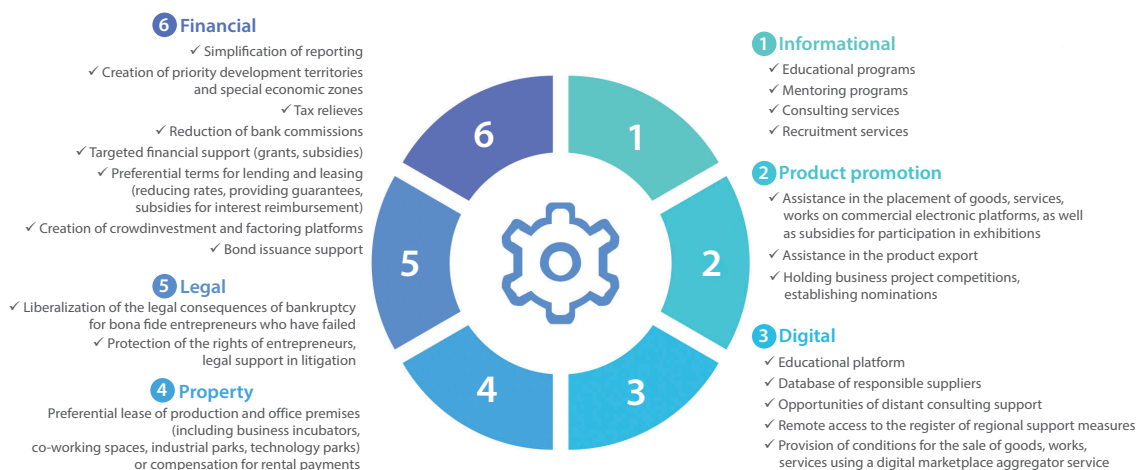 6 Financial
✓ Simplification of reporting
✓ Creation of priority development territories
and special economic zones
✓ Tax relieves
✓ Reduction of bank commissions
✓ Targeted financial support (grants, subsidies)
✓ Preferential terms for lending and leasing
(reducing rates, providing guarantees,
subsidies for interest reimbursement)
✓ Creation of crowdinvestment and factoring platforms
✓ Bond issuance support
5 Legal
✓ Liberalization of the legal consequences of bankruptcy
for bona fide entrepreneurs who have failed
✓ Protection of the rights of entrepreneurs,
legal support in litigation
4 Property
Preferential lease of production and office premises
(including business incubators,
co-working spaces, industrial parks, technology parks)
or compensation for rental payments
6
1
5
2
4
3
1 Informational
✓ Educational programs
✓ Mentoring programs
✓ Consulting services
✓ Recruitment services
2 Product promotion
✓ Assistance in the placement of goods, services,
works on commercial electronic platforms, as well
as subsidies for participation in exhibitions
✓ Assistance in the product export
✓ Holding business project competitions,
establishing nominations
3 Digital
✓ Educational platform
✓ Database of responsible suppliers
✓ Opportunities of distant consulting support
✓ Remote access to the register of regional support measures
✓ Provision of conditions for the sale of goods, works,
services using a digital marketplace aggregator service